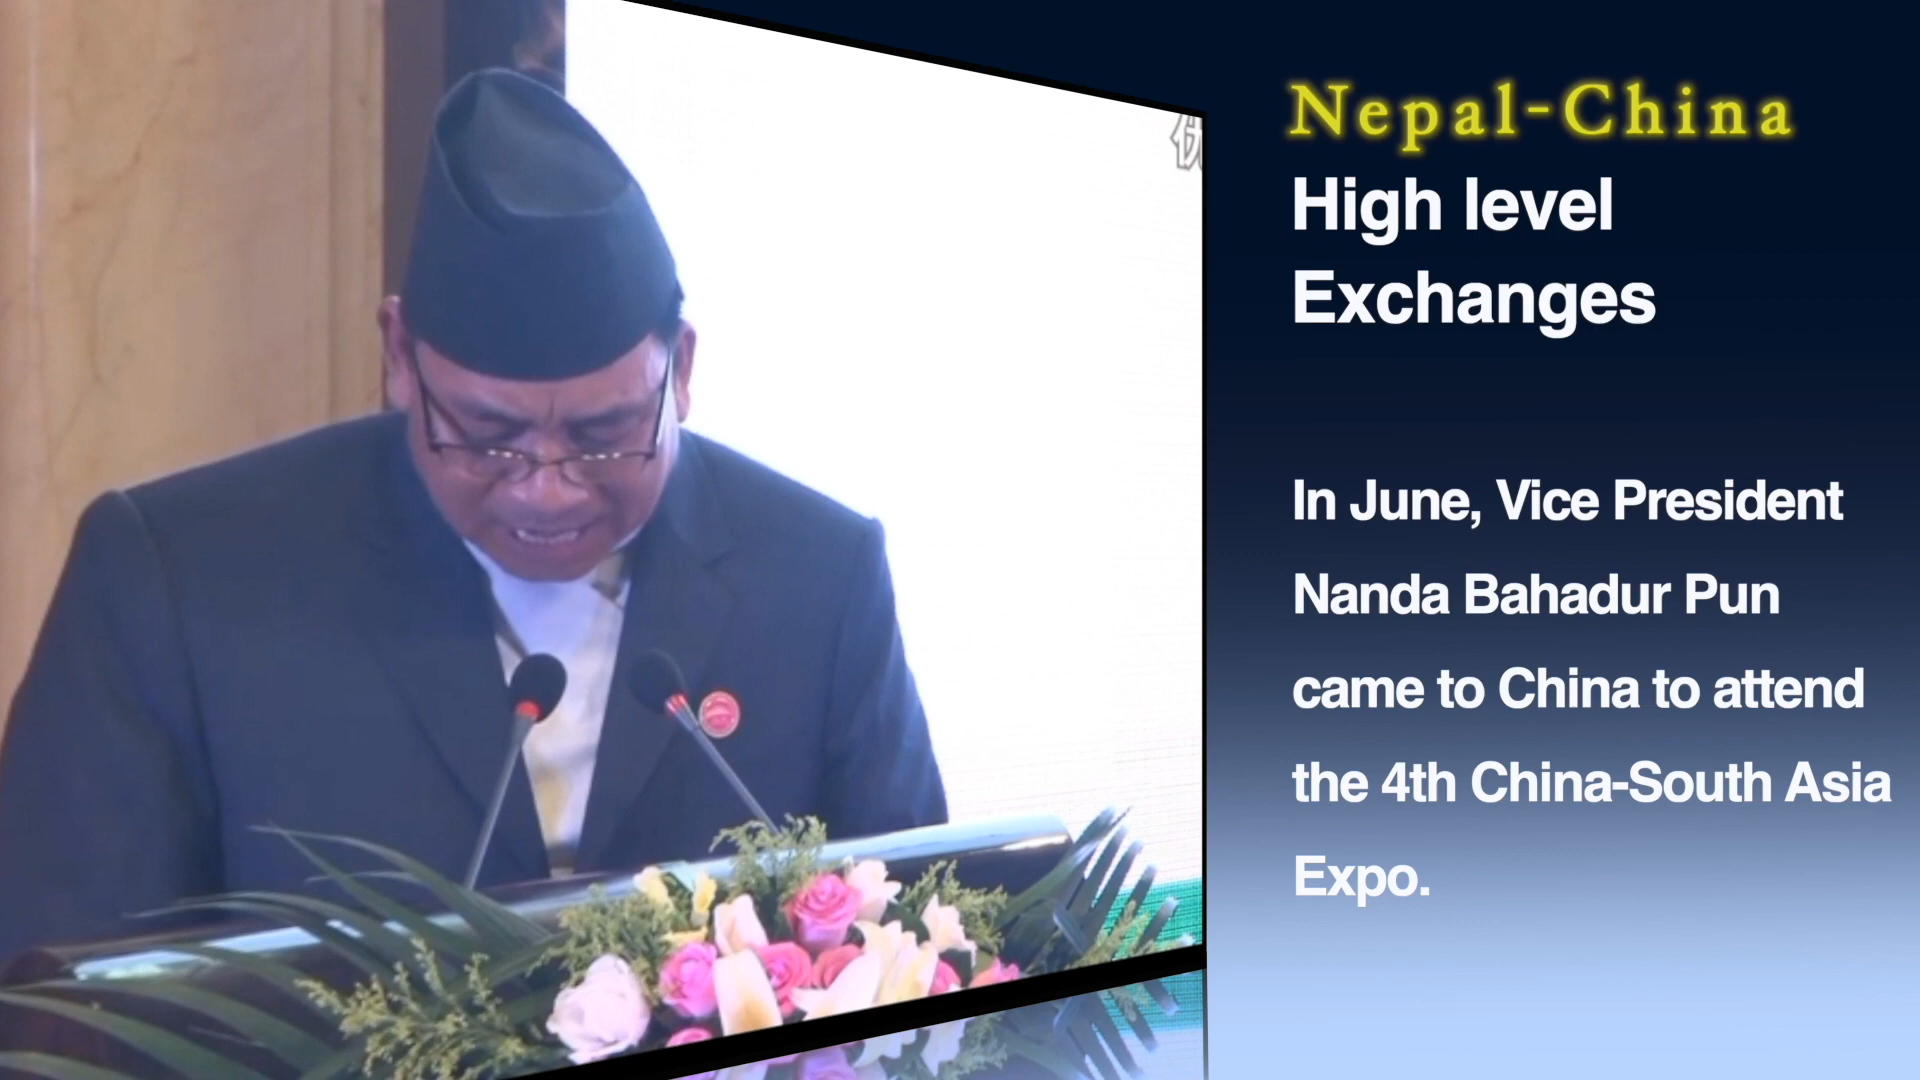 Nepal-China
High level
Exchanges
In June, Vice President
Nanda Bahadur Pun
came to China to attend
the 4th China-South Asia
Expo.